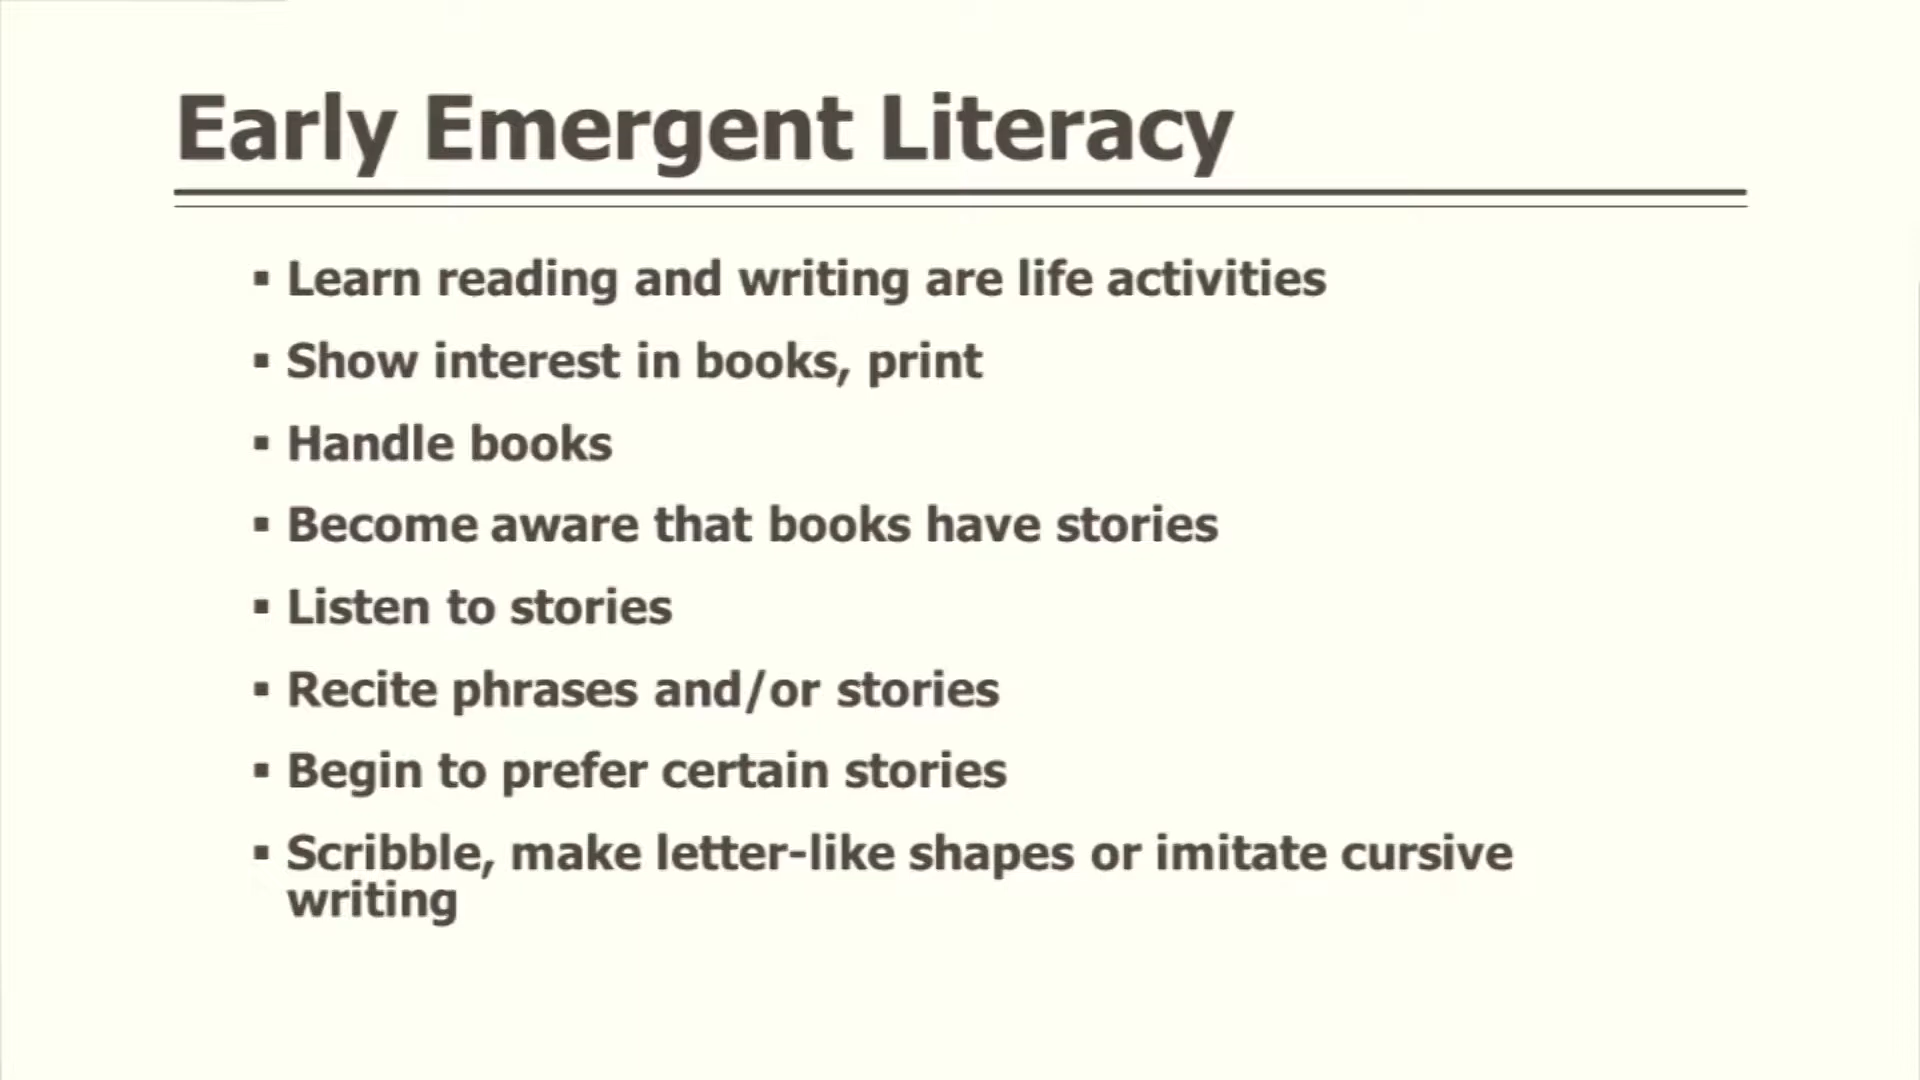 Early Emergent Literacy
▪ Learn reading and writing are life activities
▪ Show interest in books, print
▪ Handle books
▪ Become aware that books have stories
▪ Listen to stories
▪ Recite phrases and/or stories
▪ Begin to prefer certain stories
▪ Scribble, make letter-like shapes or imitate cursive
writing